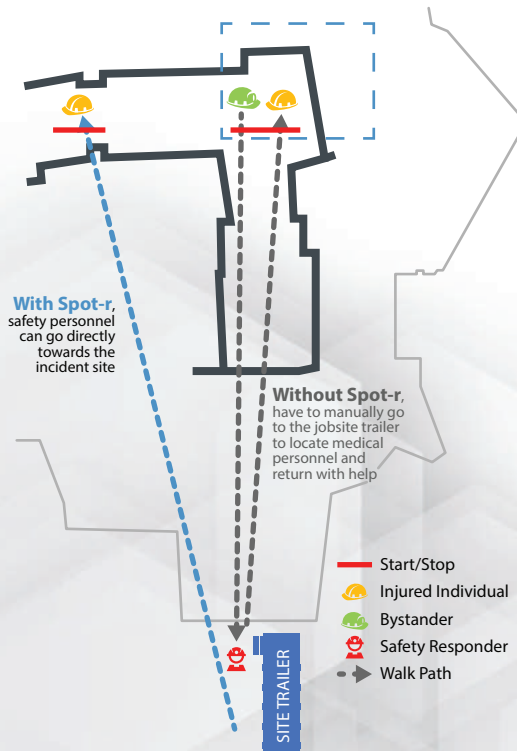 With Spot-r,
safety personnel
can go directly
towards the
incident site
Without Spot-r,
have to manually go
to the jobsite trailer
to locate medical
personnel and
return with help
Start/Stop
Injured Individual
Bystander
Safety Responder
Walk Path
SITE TRAILER